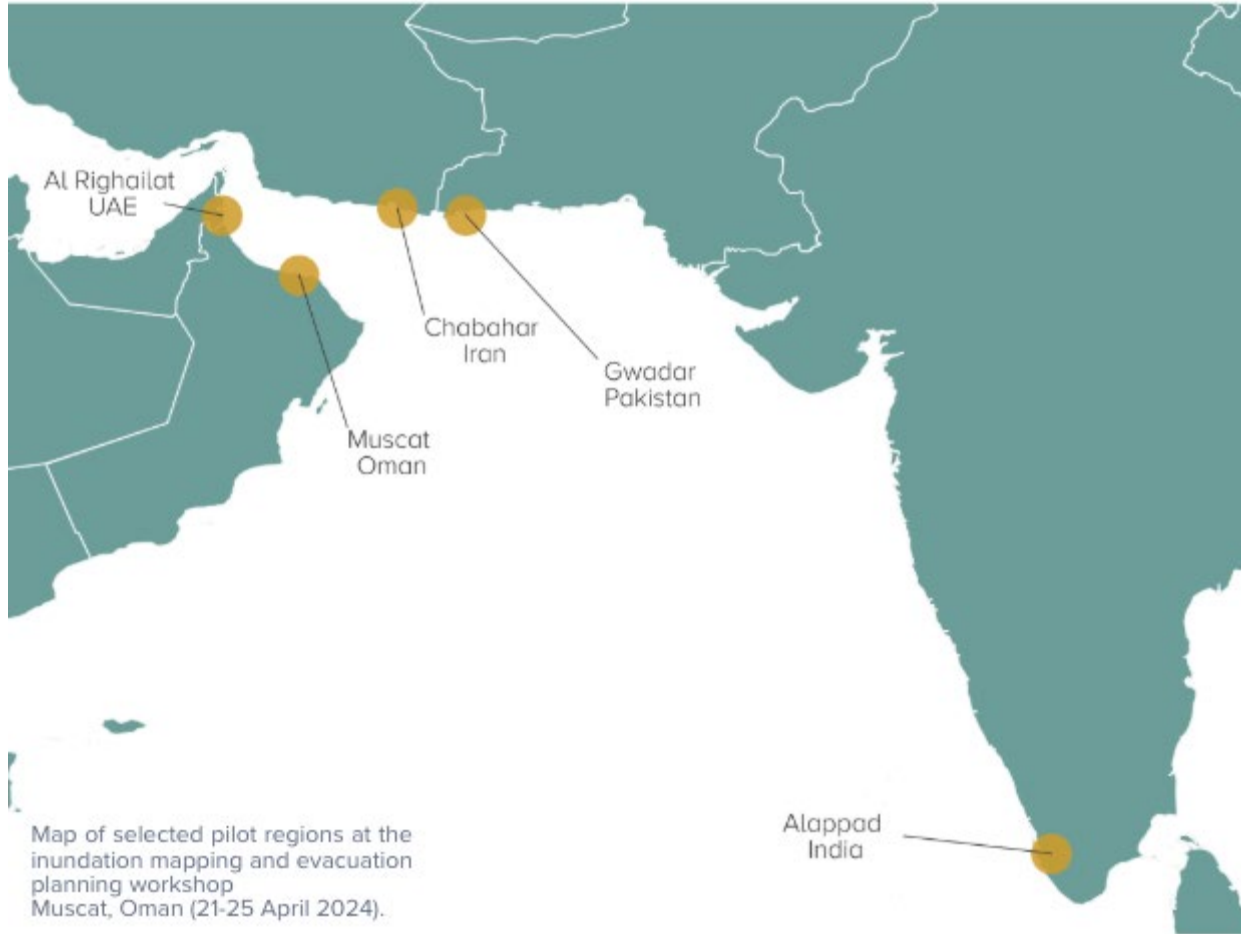 Al Righailat
UAE
Chabahar
Iran
Gwadar
Pakistan
Muscat
Oman
Alappad
India
Map of selected pilot regions at the
inundation mapping and evacuation
planning workshop
Muscat, Oman (21-25 April 2024).